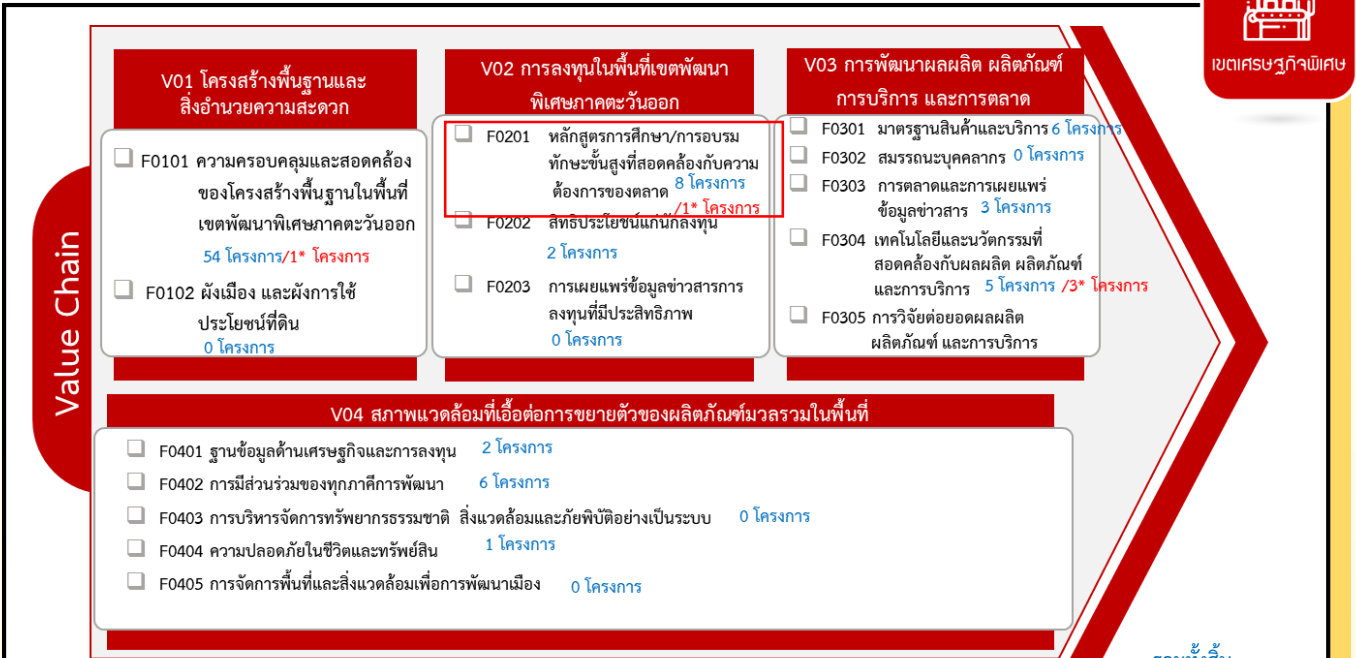 เขตเศรษฐกิจพิเศษ
Value Chain
V01 โครงสร้างพื้นฐานและ
สิ่งอำนวยความสะดวก
F0101 ความครอบคลุมและสอดคล้อง
ของโครงสร้างพื้นฐานในพื้นที่
เขตพัฒนาพิเศษภาคตะวันออก
54 โครงการ/1* โครงการ
F0102 ผังเมือง และผังการใช้
ประโยชน์ที่ดิน
0 โครงการ
V02 การลงทุนในพื้นที่เขตพัฒนา
พิเศษภาคตะวันออก
F0201 หลักสูตรการศึกษา/การอบรม
ทักษะขั้นสูงที่สอดคล้องกับความ
ต้องการของตลาด 8 โครงการ
/1* โครงการ
F0202 สิทธิประโยชน์แก่นักลงทุน
2 โครงการ
F0203 การเผยแพร่ข้อมูลข่าวสารการ
ลงทุนที่มีประสิทธิภาพ
0 โครงการ
V03 การพัฒนาผลผลิต ผลิตภัณฑ์
การบริการ และการตลาด
F0301 มาตรฐานสินค้าและบริการ 6 โครงการ
F0302 สมรรถนะบุคคลากร 0 โครงการ
F0303 การตลาดและการเผยแพร่
ข้อมูลข่าวสาร 3 โครงการ
F0304 เทคโนโลยีและนวัตกรรมที่
สอดคล้องกับผลผลิต ผลิตภัณฑ์
และการบริการ 5 โครงการ /3* โครงการ
F0305 การวิจัยต่อยอดผลผลิต
ผลิตภัณฑ์ และการบริการ
V04 สภาพแวดล้อมที่เอื้อต่อการขยายตัวของผลิตภัณฑ์มวลรวมในพื้นที่
F0401 ฐานข้อมูลด้านเศรษฐกิจและการลงทุน 2 โครงการ
F0402 การมีส่วนร่วมของทุกภาคีการพัฒนา 6 โครงการ
F0403 การบริหารจัดการทรัพยากรธรรมชาติ สิ่งแวดล้อมและภัยพิบัติอย่างเป็นระบบ 0 โครงการ
F0404 ความปลอดภัยในชีวิตและทรัพย์สิน 1 โครงการ
F0405 การจัดการพื้นที่และสิ่งแวดล้อมเพื่อการพัฒนาเมือง 0 โครงการ